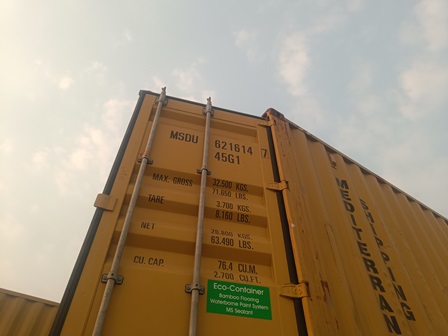 MSDU 621614 7
45G1
MAX. GROSS 32.500 KGS.
71.650 LBS.
TARE 3.700 KGS.
8.160 LBS.
NET 28.800 KGS.
63.490 LBS.
CU. CAP. 76.4 CU.M.
2.700 CU.FT.
Eco-Container
Bamboo Flooring
Waterborne Paint System
MS Sealant
MEDITERRAN
SHIPPING